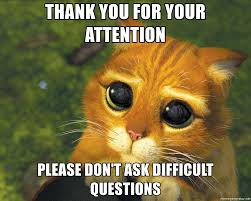 THANK YOU FOR YOUR
ATTENTION
PLEASE DON'T ASK DIFFICULT
QUESTIONS